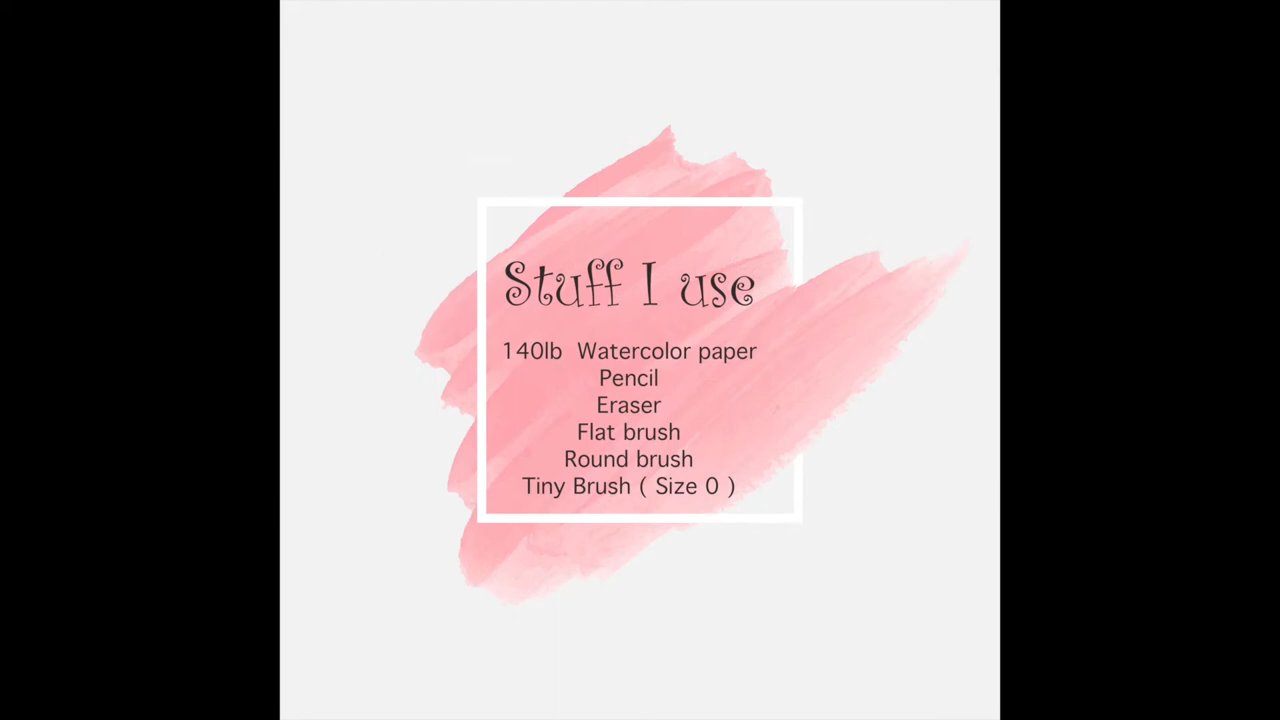 Stuff I use
140lb Watercolor paper
Pencil
Eraser
Flat brush
Round brush
Tiny Brush ( Size 0 )